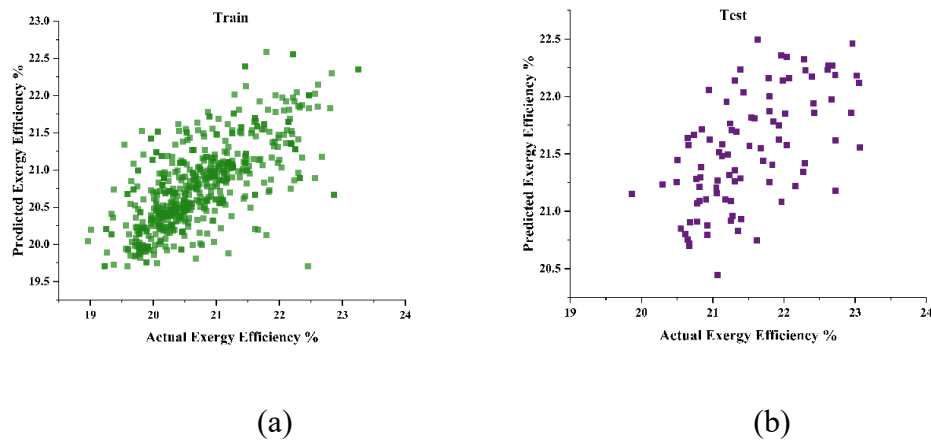 Train
Predicted Exergy Efficiency %
23.0
22.5
22.0
21.5
21.0
20.5
20.0
19.5
19 20 21 22 23 24
Actual Exergy Efficiency %
(a)
Test
Predicted Exergy Efficiency %
22.5
22.0
21.5
21.0
20.5
19 20 21 22 23 24
Actual Exergy Efficiency %
(b)